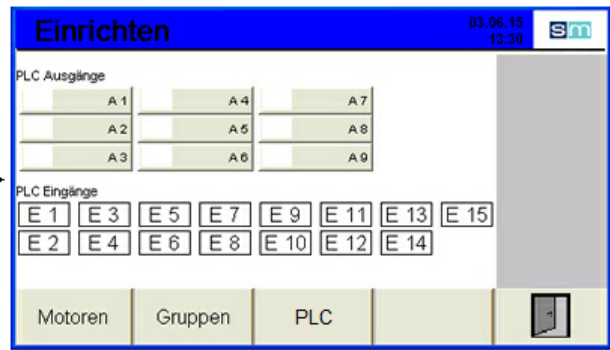 Einrichten 03.06.15 sm
13:30
PLC Ausgänge
A 1 A 4 A 7
A 2 A 5 A 8
A 3 A 6 A 9
PLC Eingänge
E 1 E 3 E 5 E 7 E 9 E 11 E 13 E 15
E 2 E 4 E 6 E 8 E 10 E 12 E 14
Motoren Gruppen PLC